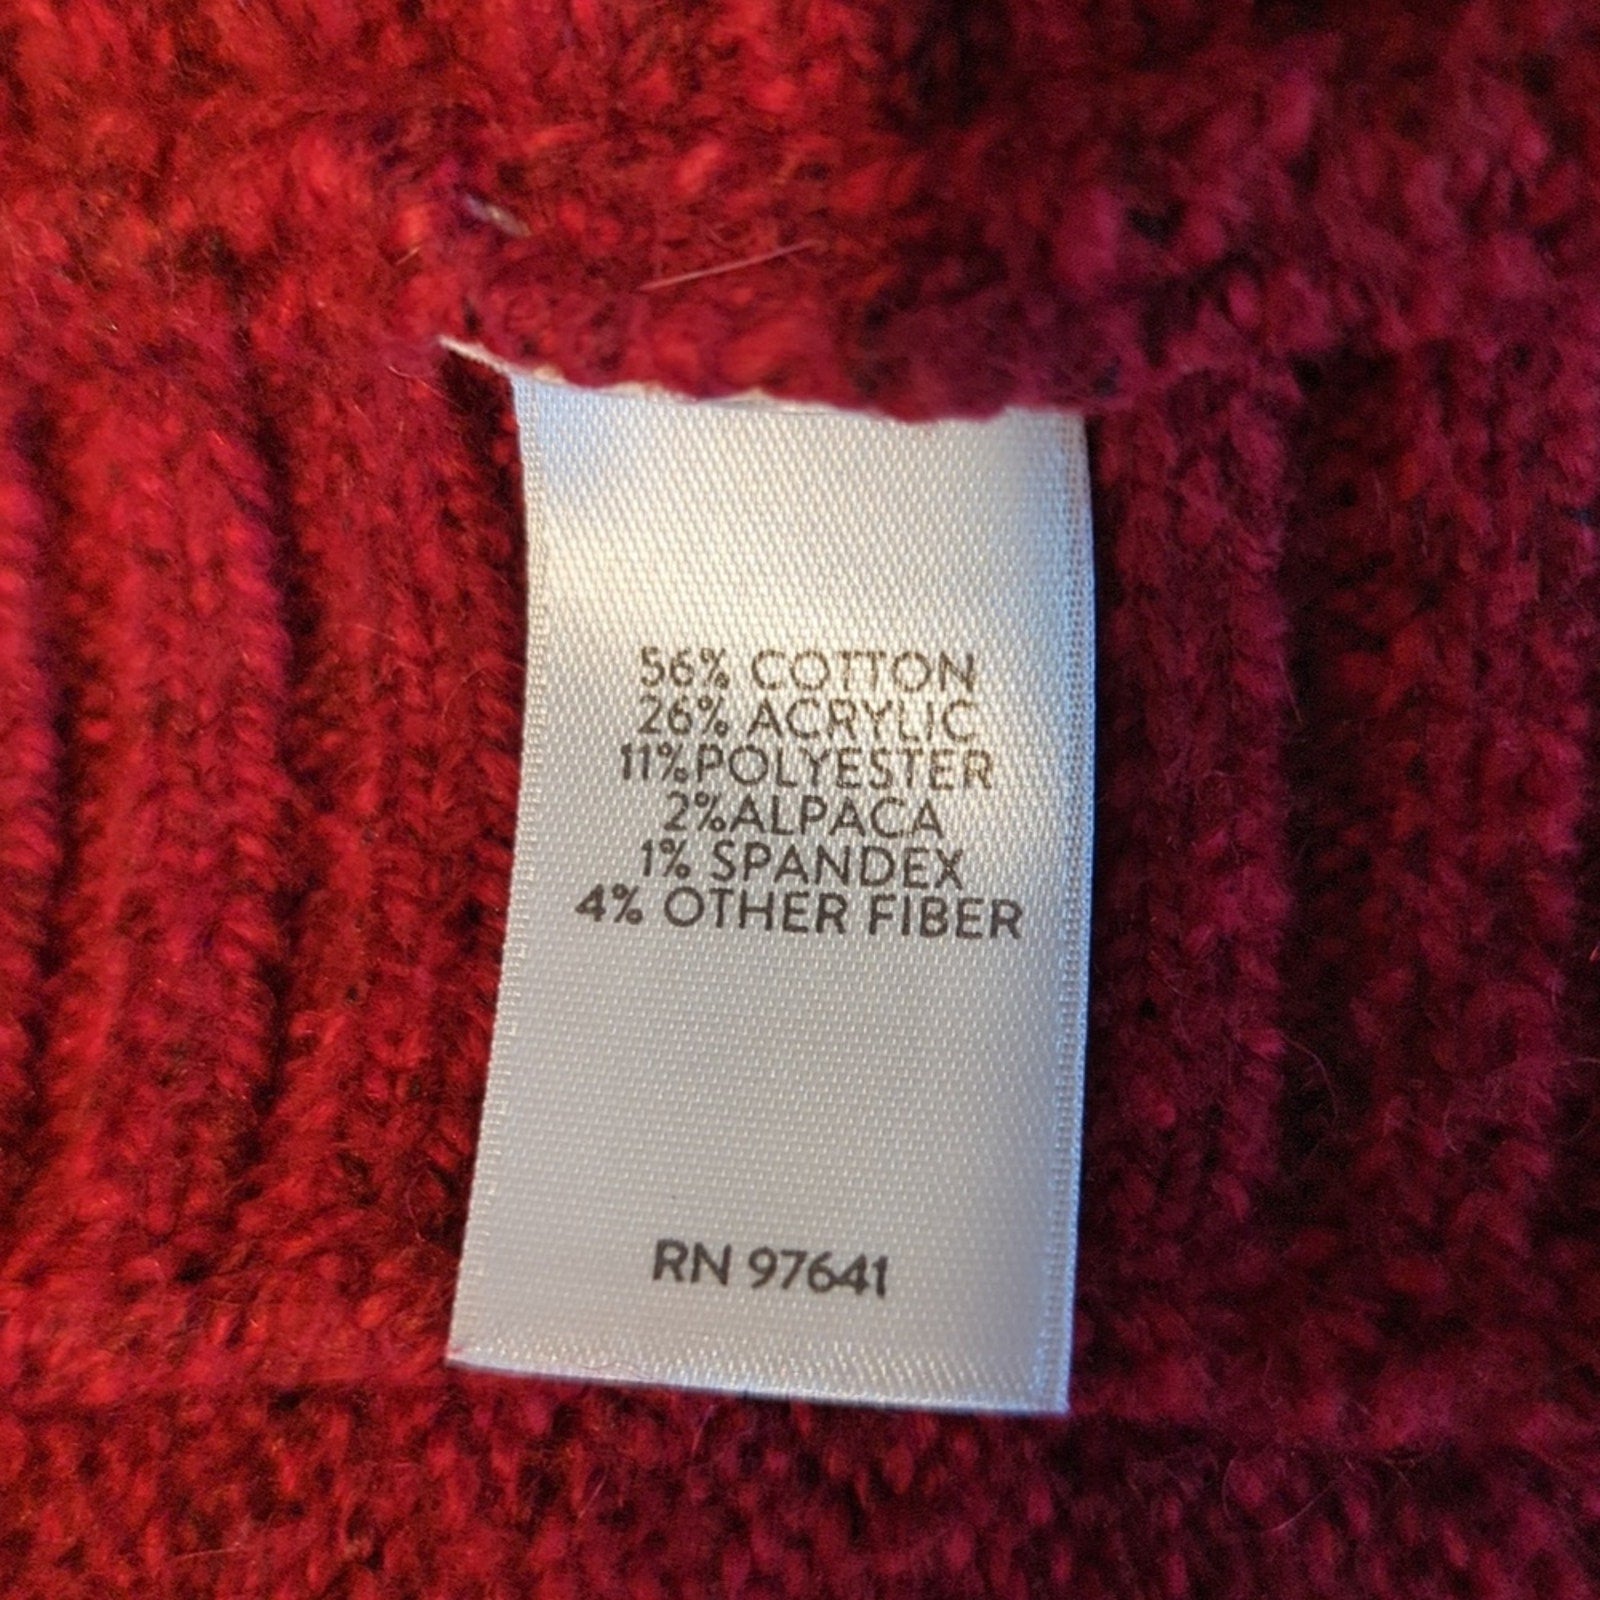 56% COTTON
26% ACRYLIC
11%POLYESTER
2%ALPACA
1% SPANDEX
4% OTHER FIBER
RN 97641